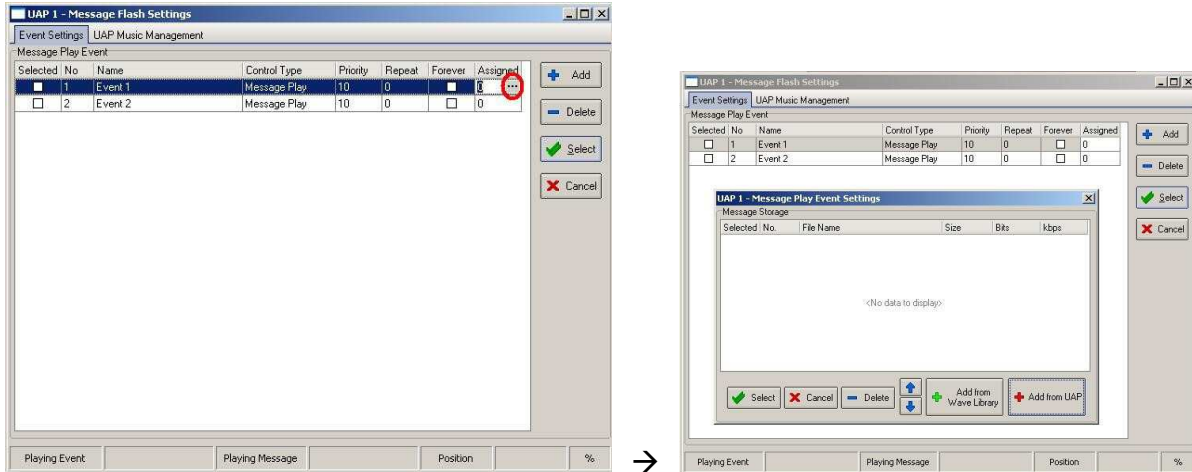 UAP 1 - Message Flash Settings
Event Settings UAP Music Management
Message Play Event
Selected No Name Control Type Priority Repeat Forever Assigned
1 Event 1 Message Play 10 0 0 ...
2 Event 2 Message Play 10 0 0
Add
Delete
Select
Cancel
Playing Event Playing Message Position %
→
UAP 1 - Message Flash Settings
Event Settings UAP Music Management
Message Play Event
Selected No Name Control Type Priority Repeat Forever Assigned
1 Event 1 Message Play 10 0 0
2 Event 2 Message Play 10 0 0
Add
Delete
Select
Cancel
UAP 1 - Message Play Event Settings
Message Storage
Selected No. File Name Size Bits kbps
<No data to display>
Select Cancel Delete Add from Wave Library Add from UAP
Playing Event Playing Message Position %